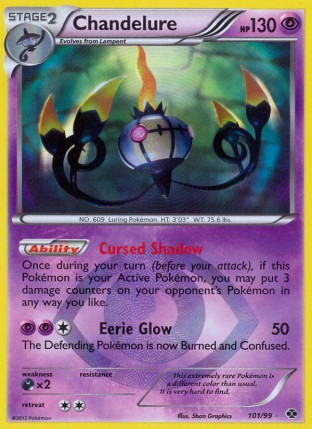 STAGE2
Chandelure
HP130
Evolves from Lampent
NO. 609. Luring Pokémon. HT: 3'03". WT: 75.6 lbs.
Ability Cursed Shadow
Once during your turn (before your attack), if this
Pokémon is your Active Pokémon, you may put 3
damage counters on your opponent's Pokémon in
any way you like.
Eerie Glow 50
The Defending Pokémon is now Burned and Confused.
weakness resistance
×2
retreat
This extremely rare Pokémon is a
different color than usual.
It is very hard to find.
Illus. 5ban Graphics 101/99
©2012 Pokémon